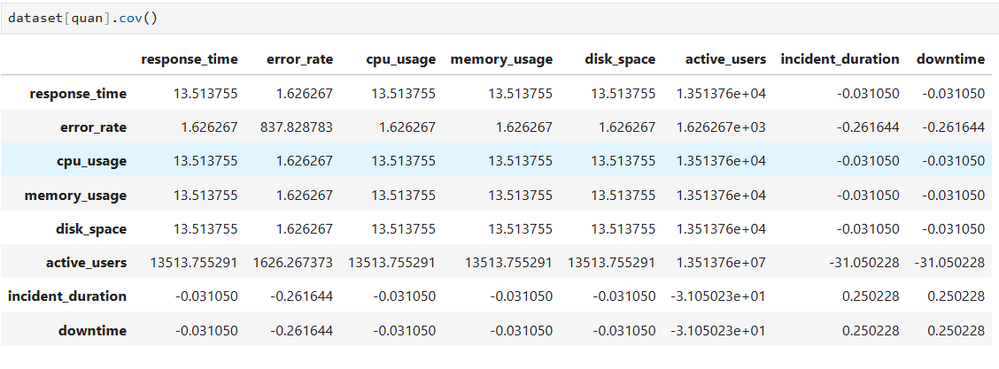 dataset[quan].cov()
response_time error_rate cpu_usage memory_usage disk_space active_users incident_duration downtime
response_time 13.513755 1.626267 13.513755 13.513755 13.513755 1.351376e+04 -0.031050 -0.031050
error_rate 1.626267 837.828783 1.626267 1.626267 1.626267 1.626267e+03 -0.261644 -0.261644
cpu_usage 13.513755 1.626267 13.513755 13.513755 13.513755 1.351376e+04 -0.031050 -0.031050
memory_usage 13.513755 1.626267 13.513755 13.513755 13.513755 1.351376e+04 -0.031050 -0.031050
disk_space 13.513755 1.626267 13.513755 13.513755 13.513755 1.351376e+04 -0.031050 -0.031050
active_users 13513.755291 1626.267373 13513.755291 13513.755291 13513.755291 1.351376e+07 -31.050228 -31.050228
incident_duration -0.031050 -0.261644 -0.031050 -0.031050 -0.031050 -3.105023e+01 0.250228 0.250228
downtime -0.031050 -0.261644 -0.031050 -0.031050 -0.031050 -3.105023e+01 0.250228 0.250228